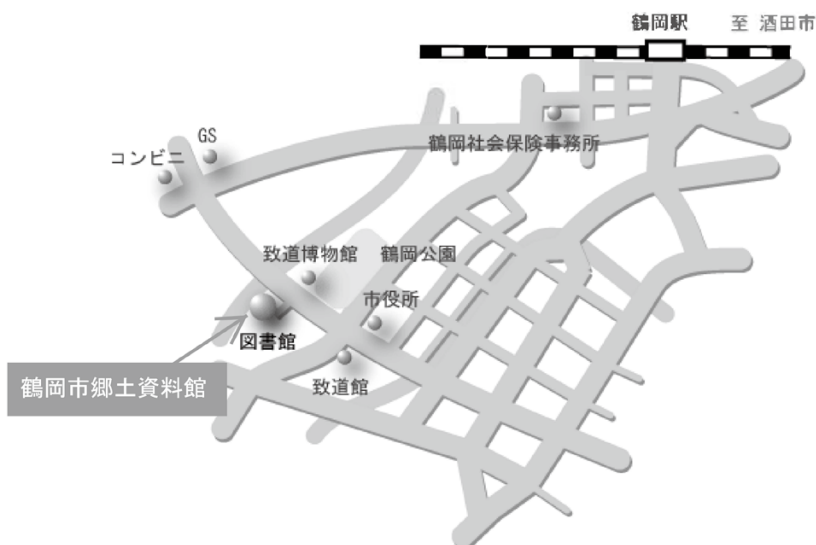 鶴岡駅
至 酒田市
GS
コンビニ
鶴岡社会保険事務所
致道博物館
鶴岡公園
市役所
図書館
鶴岡市郷土資料館
致道館